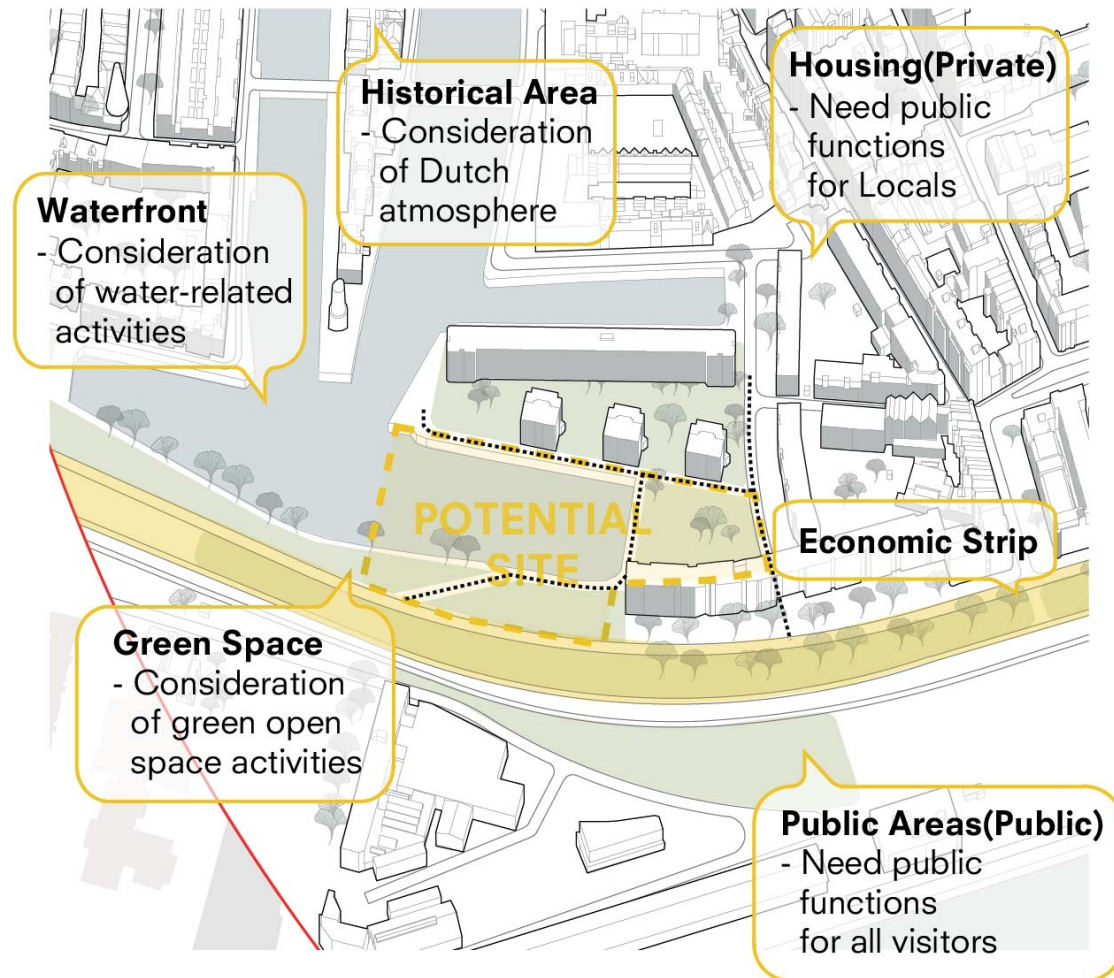 Historical Area
- Consideration
of Dutch
atmosphere
Housing(Private)
- Need public
functions
for Locals
Waterfront
- Consideration
of water-related
activities
POTENTIAL
SITE
Economic Strip
Green Space
- Consideration
of green open
space activities
Public Areas(Public)
- Need public
functions
for all visitors